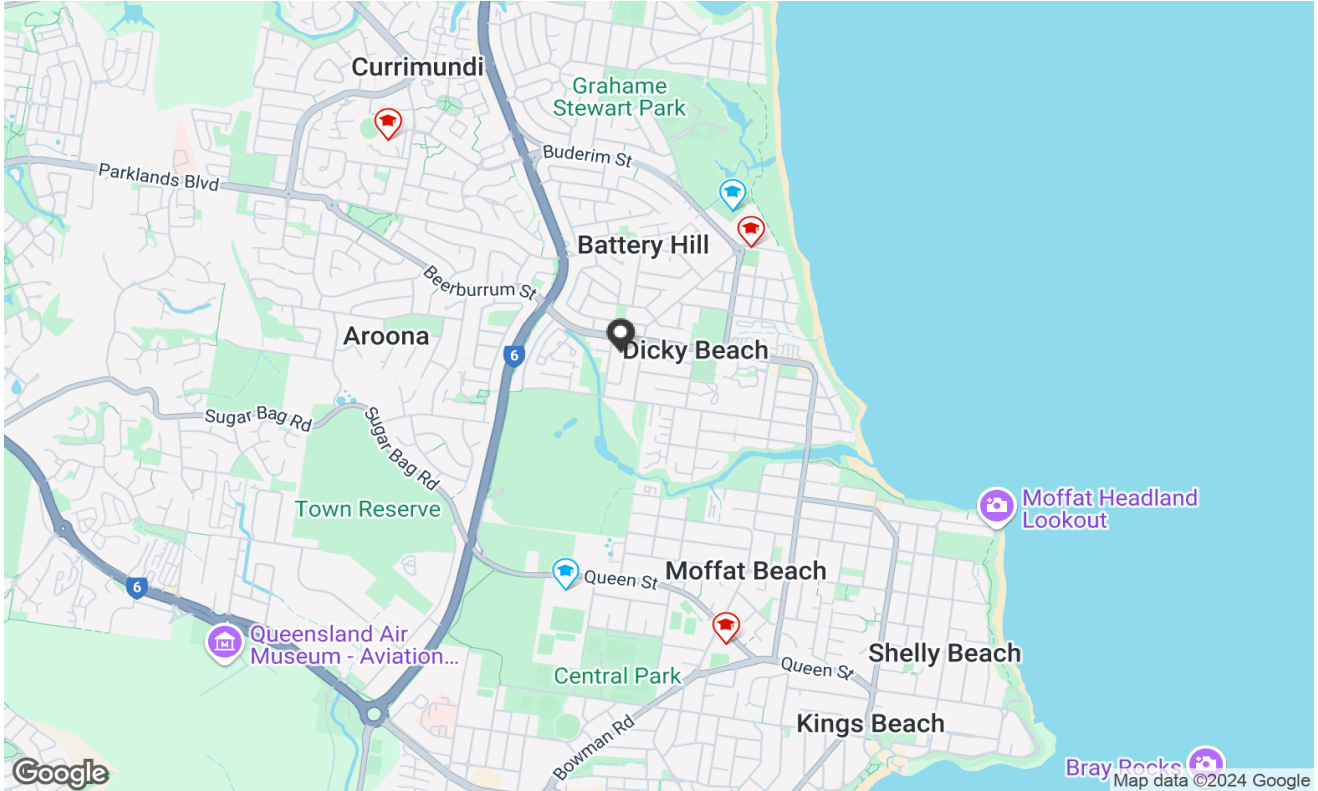 Currimundi
Grahame
Stewart Park
Buderim St
Parklands Blvd
Battery Hill
Beerburrum St
Aroona
Dicky Beach
6
Sugar Bag Rd
Sugar Bag Rd
Town Reserve
Moffat Headland
Lookout
Queen St
Moffat Beach
6
Queensland Air
Museum - Aviation...
Shelly Beach
Central Park
Queen St
Kings Beach
Bowman Rd
Bray Rocks
Google
Map data ©2024 Google